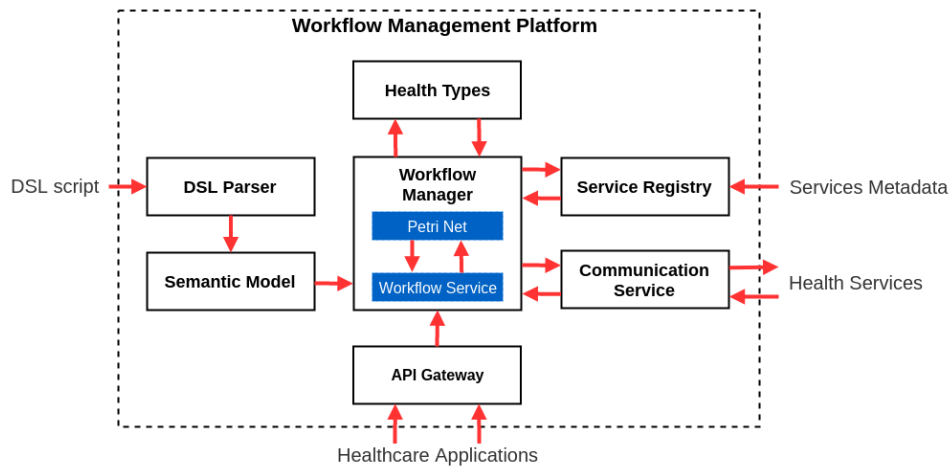 Workflow Management Platform
Health Types
DSL script
DSL Parser
Workflow
Manager
Service Registry
Services Metadata
Petri Net
Semantic Model
Workflow Service
Communication
Service
Health Services
API Gateway
Healthcare Applications